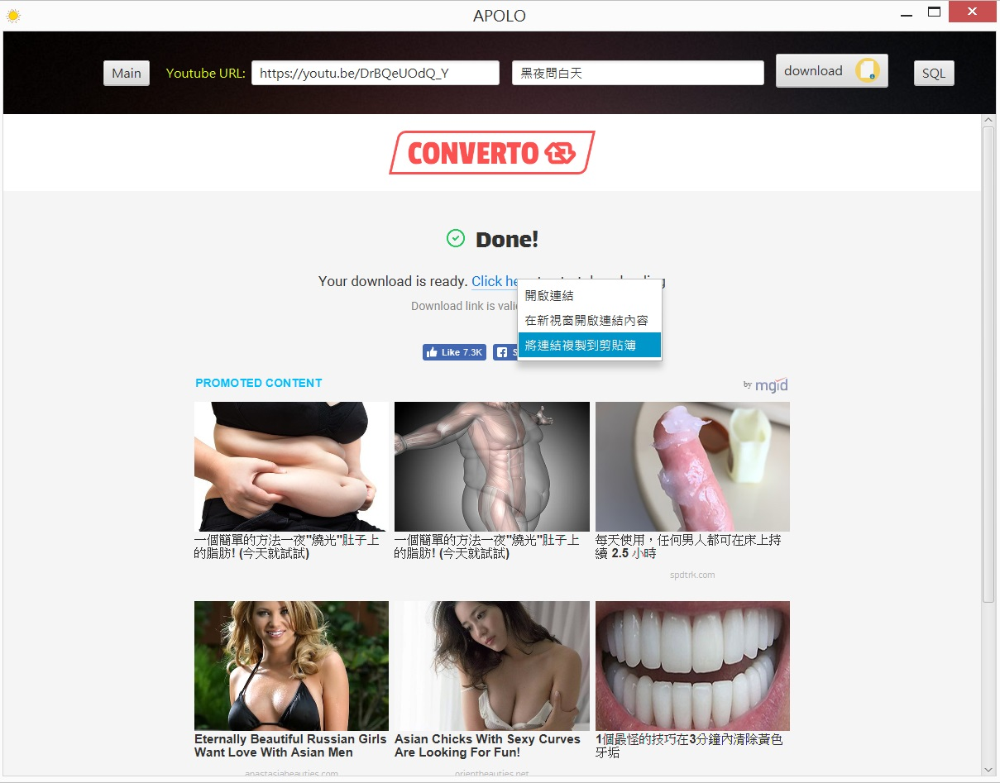 APOLO
Main
Youtube URL:
https://youtu.be/DrBQeUOdQ_Y
黑夜問白天
download
SQL
CONVERTO
Done!
Your download is ready. Click he
Download link is vali
開啟連結
在新視窗開啟連結內容
將連結複製到剪貼簿
Like 7.3K
S
PROMOTED CONTENT
by mgid
一個簡單的方法一夜"燒光"肚子上
的脂肪! (今天就試試)
一個簡單的方法一夜"燒光"肚子上
的脂肪! (今天就試試)
每天使用，任何男人都可在床上持
續 2.5 小時
spdtrk.com
Eternally Beautiful Russian Girls
Want Love With Asian Men
anastasiabeauties.com
Asian Chicks With Sexy Curves
Are Looking For Fun!
orientbeauties.net
1個最怪的技巧在3分鐘內清除黃色
牙垢